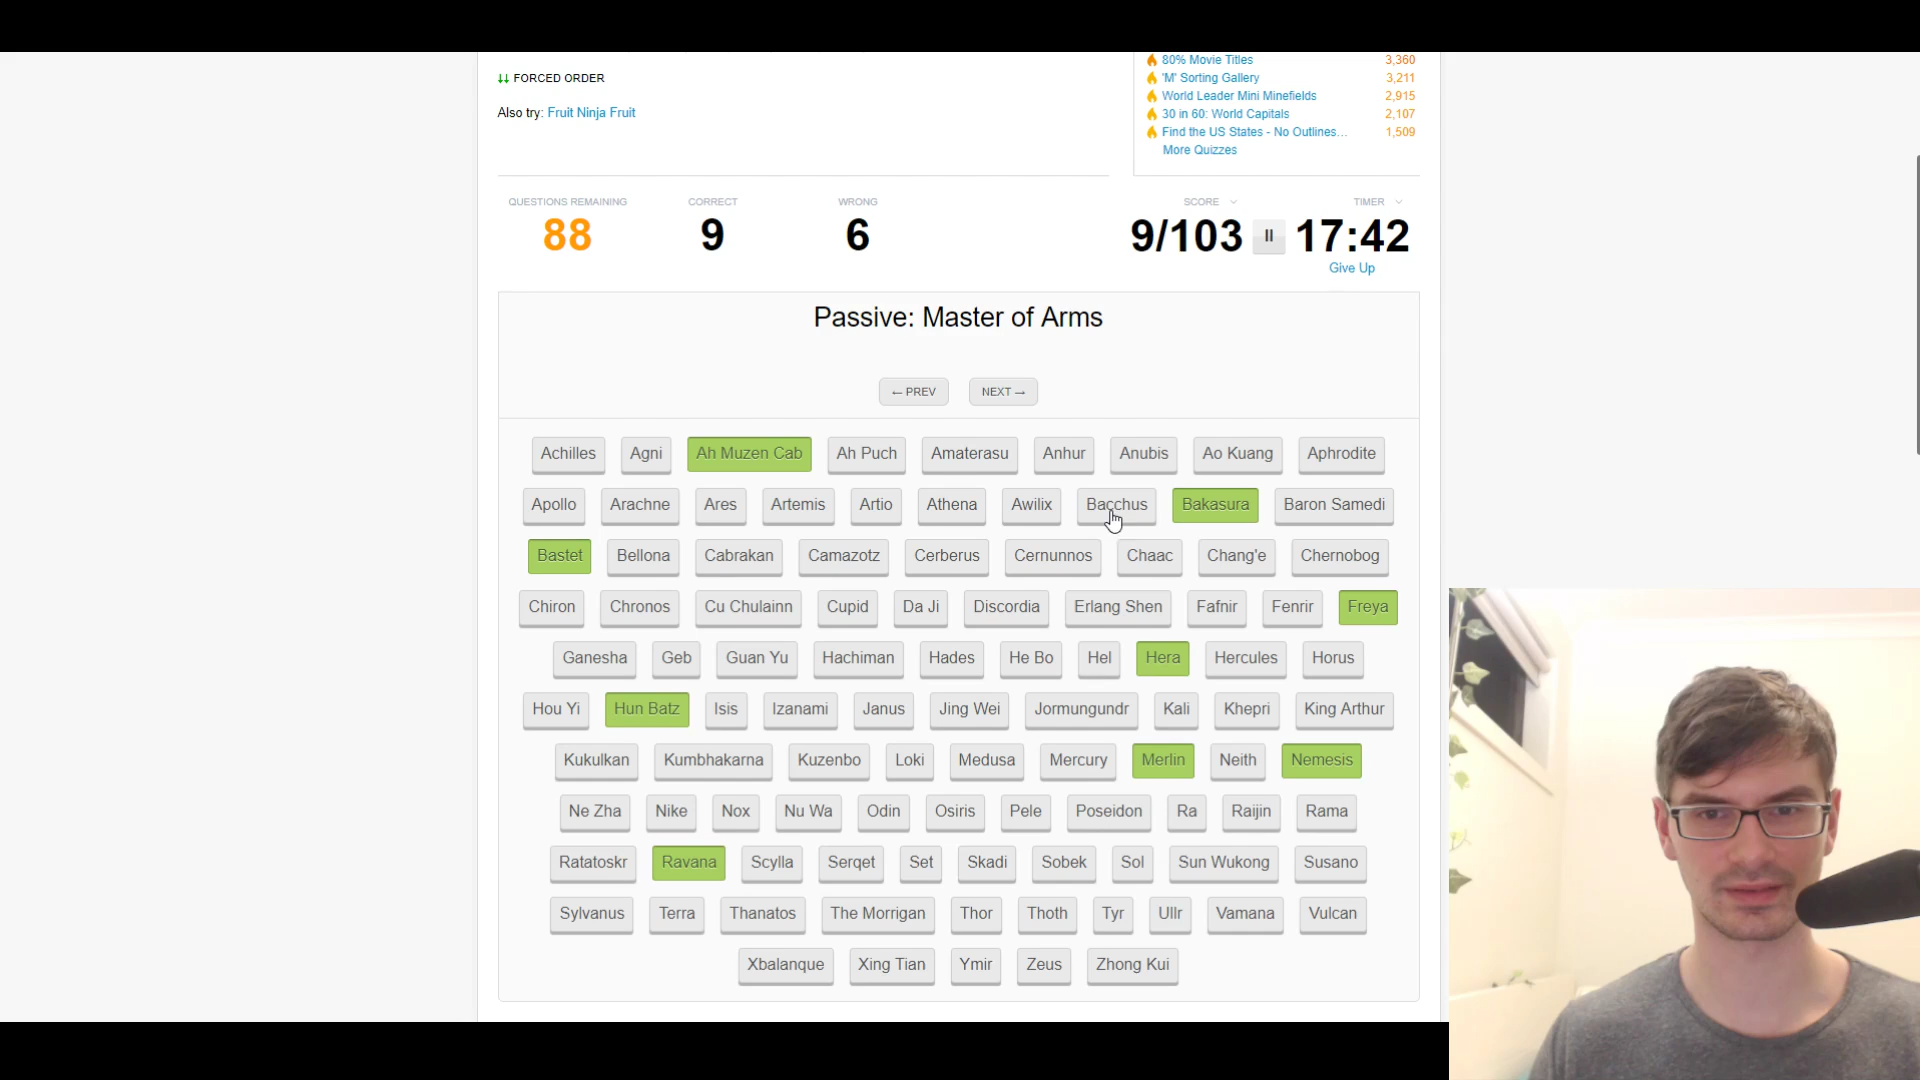 80% Movie Titles 3,360
↓↓ FORCED ORDER
'M' Sorting Gallery 3,211
World Leader Mini Minefields 2,915
Also try: Fruit Ninja Fruit
30 in 60: World Capitals 2,107
Find the US States - No Outlines... 1,509
More Quizzes
QUESTIONS REMAINING CORRECT WRONG SCORE TIMER
88 9 6 9/103 17:42
Give Up
Passive: Master of Arms
← PREV NEXT →
Achilles Agni Ah Muzen Cab Ah Puch Amaterasu Anhur Anubis Ao Kuang Aphrodite
Apollo Arachne Ares Artemis Artio Athena Awilix Bacchus Bakasura Baron Samedi
Bastet Bellona Cabrakan Camazotz Cerberus Cernunnos Chaac Chang'e Chernobog
Chiron Chronos Cu Chulainn Cupid Da Ji Discordia Erlang Shen Fafnir Fenrir Freya
Ganesha Geb Guan Yu Hachiman Hades He Bo Hel Hera Hercules Horus
Hou Yi Hun Batz Isis Izanami Janus Jing Wei Jormungundr Kali Khepri King Arthur
Kukulkan Kumbhakarna Kuzenbo Loki Medusa Mercury Merlin Neith Nemesis
Ne Zha Nike Nox Nu Wa Odin Osiris Pele Poseidon Ra Raijin Rama
Ratatoskr Ravana Scylla Serqet Set Skadi Sobek Sol Sun Wukong Susano
Sylvanus Terra Thanatos The Morrigan Thor Thoth Tyr Ullr Vamana Vulcan
Xbalanque Xing Tian Ymir Zeus Zhong Kui